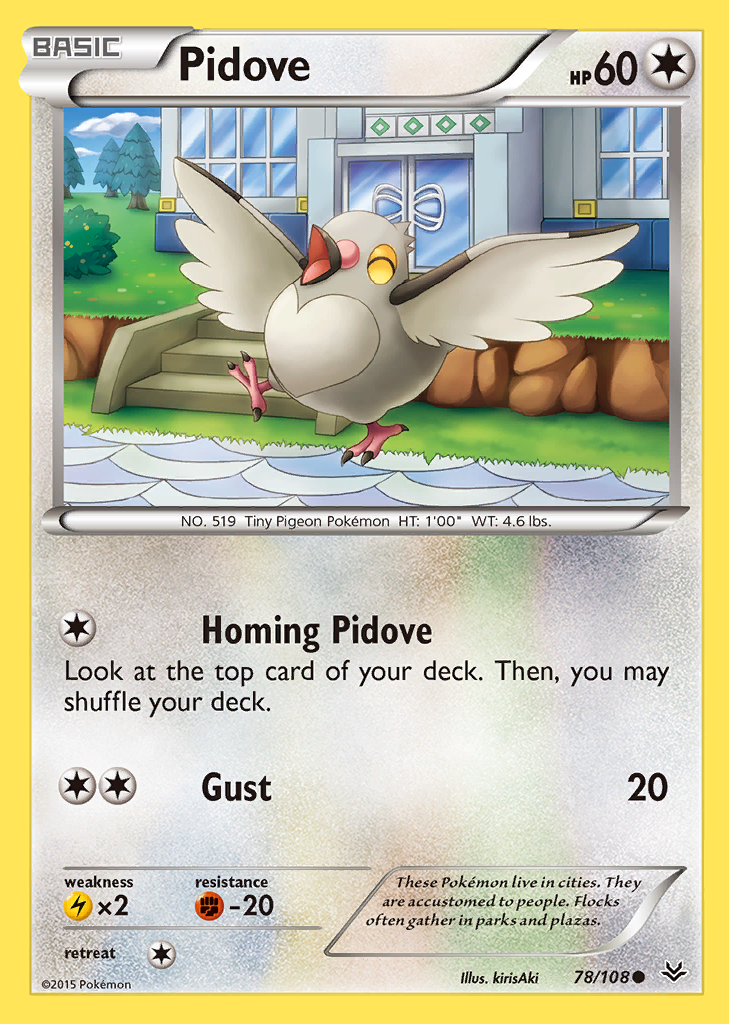 BASIC
Pidove
HP60
NO. 519 Tiny Pigeon Pokémon HT: 1'00" WT: 4.6 lbs.
Homing Pidove
Look at the top card of your deck. Then, you may
shuffle your deck.
Gust 20
weakness resistance
×2 -20
These Pokémon live in cities. They
are accustomed to people. Flocks
often gather in parks and plazas.
retreat
©2015 Pokémon Illus. kirisAki 78/108